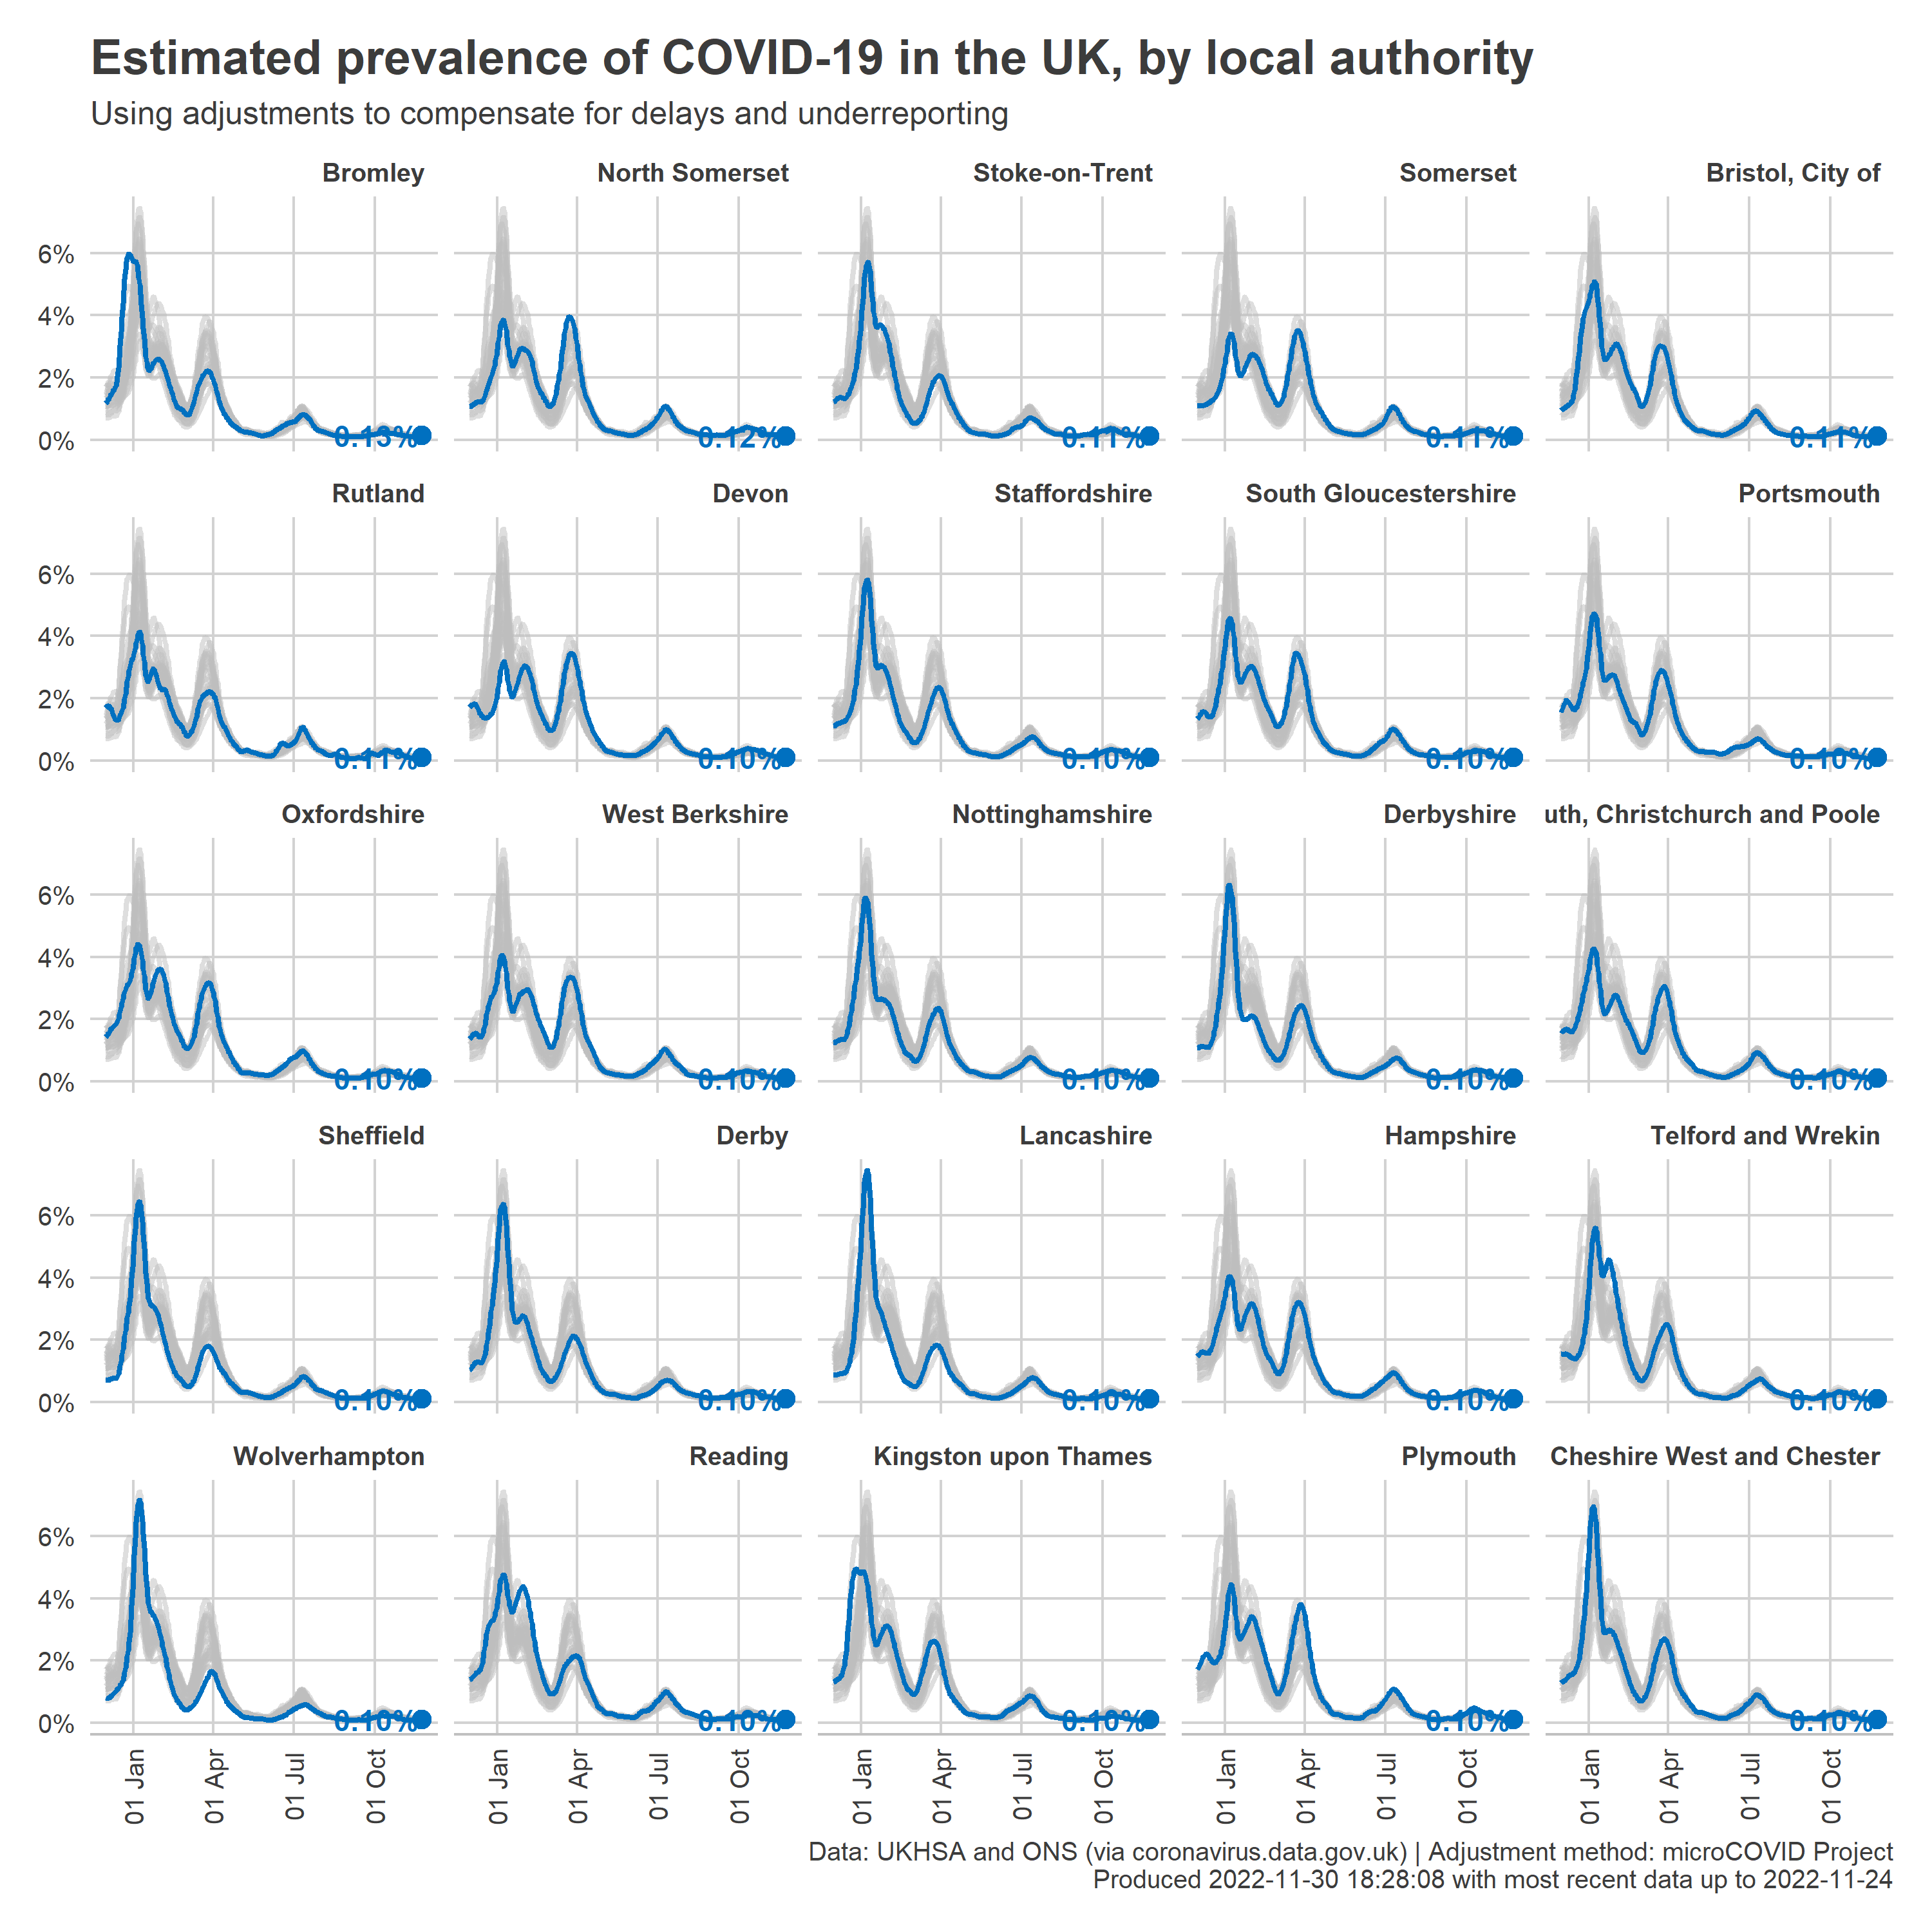 Estimated prevalence of COVID-19 in the UK, by local authority
Using adjustments to compensate for delays and underreporting
Bromley North Somerset Stoke-on-Trent Somerset Bristol, City of
6%
4%
2%
0%
0.13% 0.12% 0.11% 0.11% 0.11%
Rutland Devon Staffordshire South Gloucestershire Portsmouth
6%
4%
2%
0%
0.11% 0.10% 0.10% 0.10% 0.10%
Oxfordshire West Berkshire Nottinghamshire Derbyshire uth, Christchurch and Poole
6%
4%
2%
0%
0.10% 0.10% 0.10% 0.10% 0.10%
Sheffield Derby Lancashire Hampshire Telford and Wrekin
6%
4%
2%
0%
0.10% 0.10% 0.10% 0.10% 0.10%
Wolverhampton Reading Kingston upon Thames Plymouth Cheshire West and Chester
6%
4%
2%
0%
0.10% 0.10% 0.10% 0.10% 0.10%
01 Jan 01 Apr 01 Jul 01 Oct 01 Jan 01 Apr 01 Jul 01 Oct 01 Jan 01 Apr 01 Jul 01 Oct 01 Jan 01 Apr 01 Jul 01 Oct 01 Jan 01 Apr 01 Jul 01 Oct
Data: UKHSA and ONS (via coronavirus.data.gov.uk) | Adjustment method: microCOVID Project
Produced 2022-11-30 18:28:08 with most recent data up to 2022-11-24